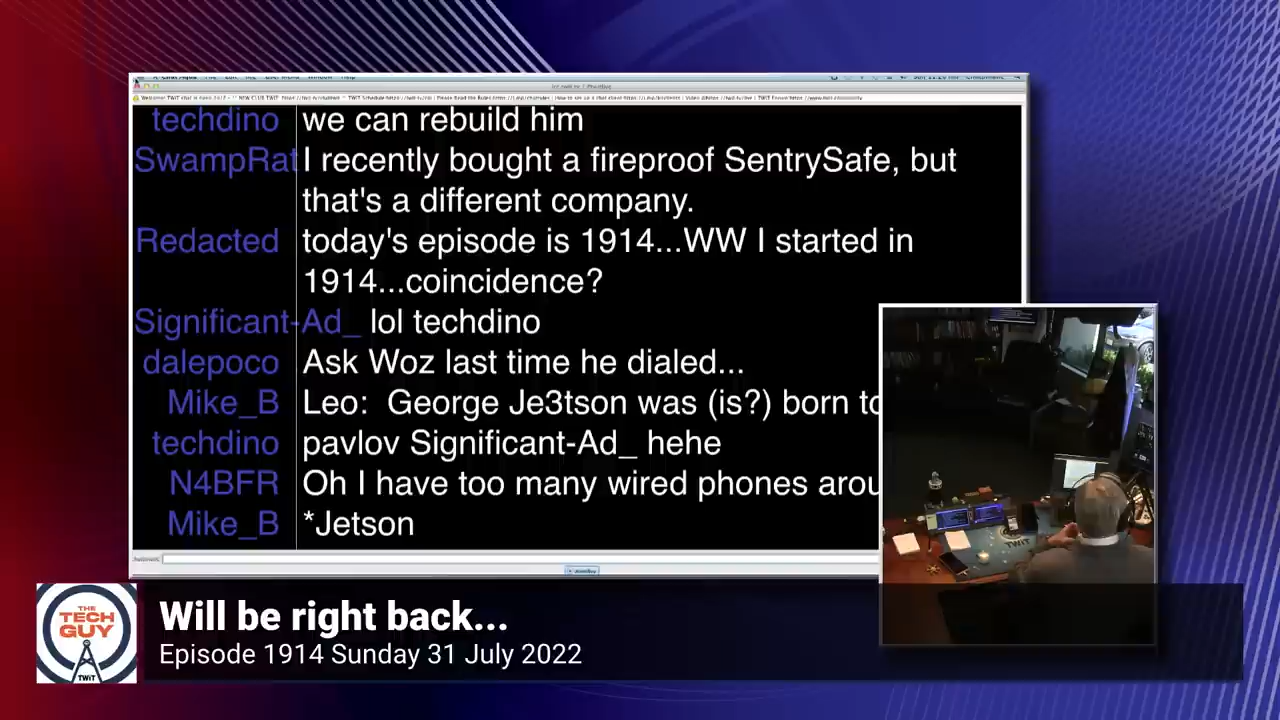 techdino we can rebuild him
SwampRat I recently bought a fireproof SentrySafe, but
that's a different company.
Redacted today's episode is 1914...WW I started in
1914...coincidence?
Significant-Ad_ lol techdino
dalepoco Ask Woz last time he dialed...
Mike_B Leo: George Je3tson was (is?) born to
techdino pavlov Significant-Ad_ hehe
N4BFR Oh I have too many wired phones arou
Mike_B *Jetson
TWiT
THE
TECH
GUY
TWiT
Will be right back...
Episode 1914 Sunday 31 July 2022